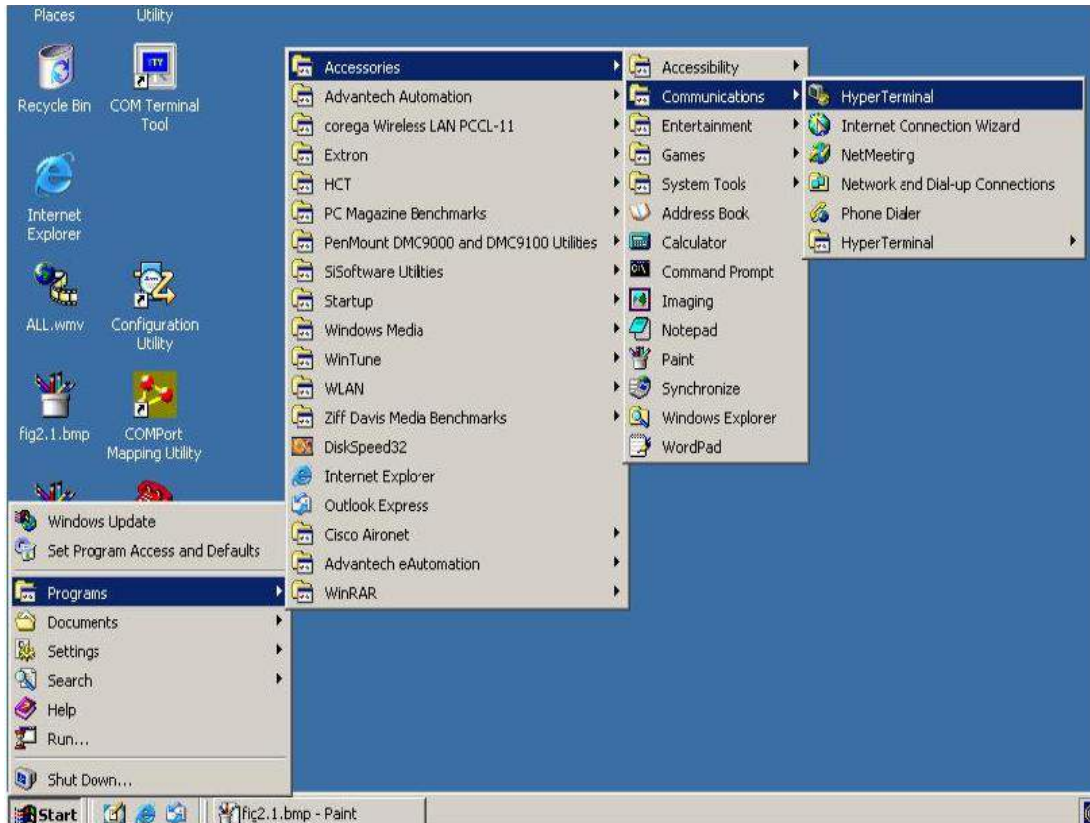 Places
Utility
Recycle Bin
COM Terminal
Tool
Internet
Explorer
ALL.wmv
Configuration
Utility
fig2.1.bmp
COMPort
Mapping Utility
Windows Update
Set Program Access and Defaults
Programs
Documents
Settings
Search
Help
Run...
Shut Down...
Accessories
Advantech Automation
corega Wireless LAN PCCL-11
Extron
HCT
PC Magazine Benchmarks
PenMount DMC9000 and DMC9100 Utilities
SiSoftware Utilities
Startup
Windows Media
WinTune
WLAN
Ziff Davis Media Benchmarks
DiskSpeed32
Internet Explorer
Outlook Express
Cisco Aironet
Advantech eAutomation
WinRAR
Accessibility
Communications
Entertainment
Games
System Tools
Address Book
Calculator
Command Prompt
Imaging
Notepad
Paint
Synchronize
Windows Explorer
WordPad
HyperTerminal
Internet Connection Wizard
NetMeeting
Network and Dial-up Connections
Phone Dialer
HyperTerminal
Start
fig2.1.bmp - Paint